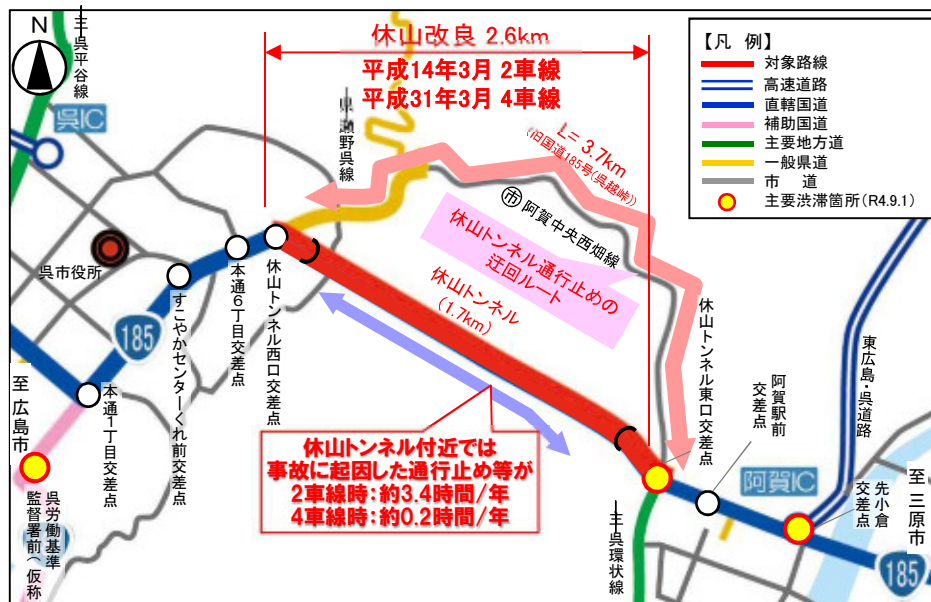 休山改良 2.6km
平成14年3月 2車線
平成31年3月 4車線
【凡 例】
対象路線
高速道路
直轄国道
補助国道
主要地方道
一般県道
市 道
主要渋滞箇所(R4.9.1)
N
(主)呉平谷線
呉IC
(一)東瀬野呉線
L= 3.7km
(旧国道185号(呉越峠))
市 阿賀中央西畑線
休山トンネル通行止めの
迂回ルート
休山トンネル
(1.7km)
呉市役所
休山トンネル西口交差点
本通6丁目交差点
すこやかセンターくれ前交差点
本通1丁目交差点
185
至 広島市
呉労働基準
監督署前(仮称
休山トンネル付近では
事故に起因した通行止め等が
2車線時:約3.4時間/年
4車線時:約0.2時間/年
休山トンネル東口交差点
阿賀駅前
交差点
東広島・呉道路
阿賀IC
先小倉
交差点
至 三原市
(主)呉環状線
185